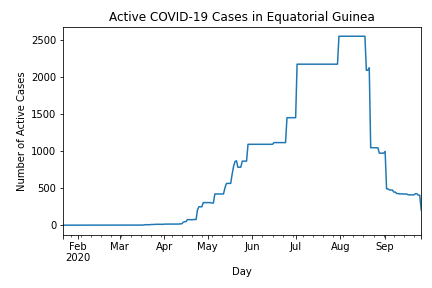 Active COVID-19 Cases in Equatorial Guinea
Number of Active Cases
2500
2000
1500
1000
500
0
Feb Mar Apr May Jun Jul Aug Sep
2020
Day